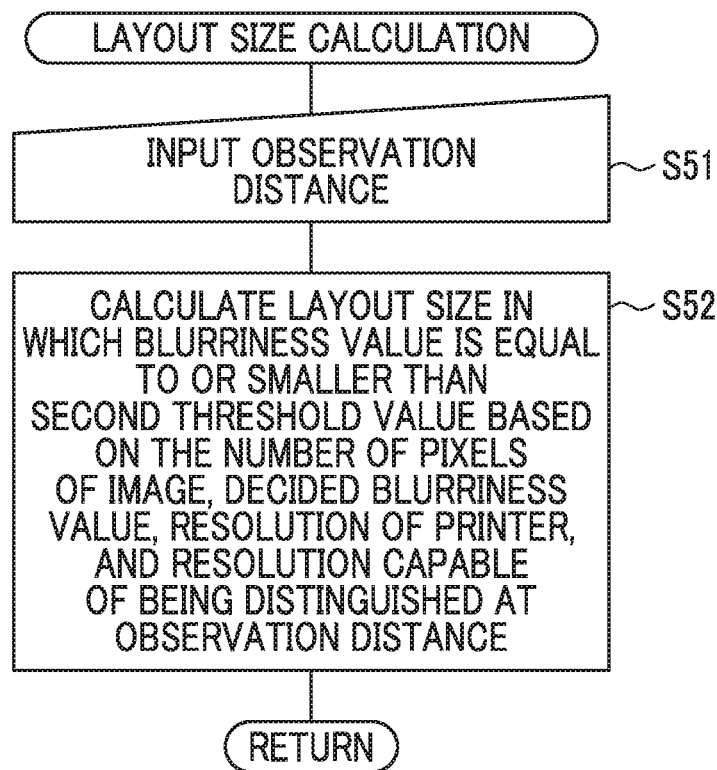 LAYOUT SIZE CALCULATION
INPUT OBSERVATION
DISTANCE
S51
CALCULATE LAYOUT SIZE IN
WHICH BLURRINESS VALUE IS EQUAL
TO OR SMALLER THAN
SECOND THRESHOLD VALUE BASED
ON THE NUMBER OF PIXELS
OF IMAGE, DECIDED BLURRINESS
VALUE, RESOLUTION OF PRINTER,
AND RESOLUTION CAPABLE
OF BEING DISTINGUISHED AT
OBSERVATION DISTANCE
S52
RETURN